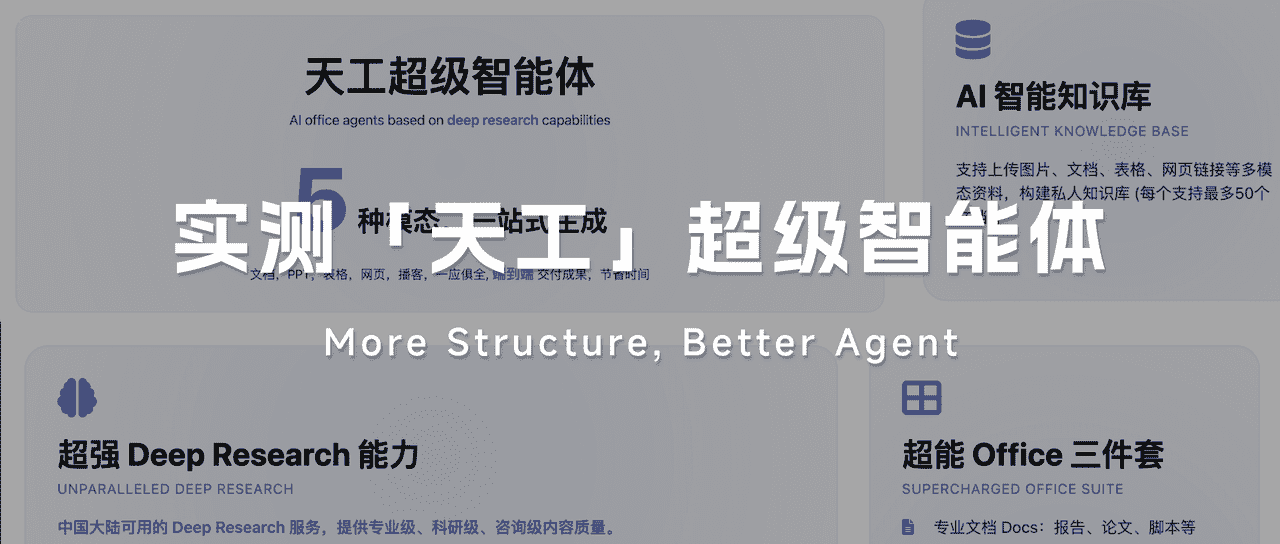 天工超级智能体
AI office agents based on deep research capabilities
5
种模态，一站式生成
文档，PPT，表格，网页，播客，一应俱全, 端到端 交付成果，节省时间
AI 智能知识库
INTELLIGENT KNOWLEDGE BASE
支持上传图片、文档、表格、网页链接等多模
态资料，构建私人知识库 (每个支持最多50个
实测「天工」超级智能体
More Structure, Better Agent
超强 Deep Research 能力
UNPARALLELED DEEP RESEARCH
中国大陆可用的 Deep Research 服务，提供专业级、科研级、咨询级内容质量。
超能 Office 三件套
SUPERCHARGED OFFICE SUITE
专业文档 Docs：报告、论文、脚本等